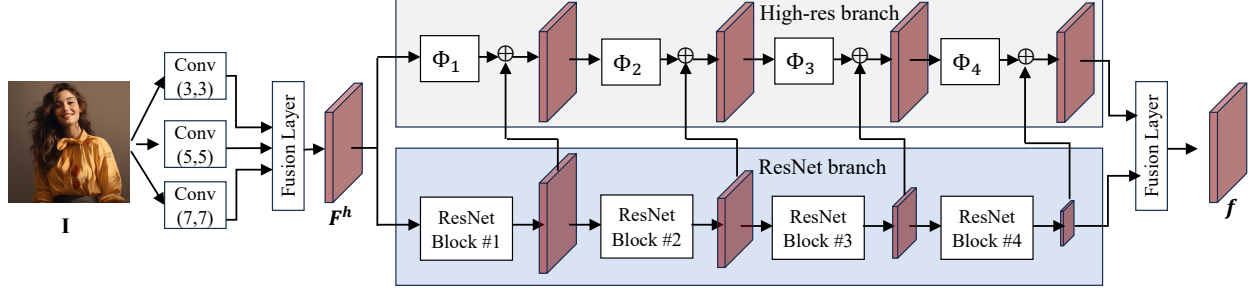 High-res branch
Φ1
Φ2
Φ3
Φ4
Conv
(3,3)
Conv
(5,5)
Conv
(7,7)
Fusion Layer
I
F^h
ResNet branch
ResNet
Block #1
ResNet
Block #2
ResNet
Block #3
ResNet
Block #4
Fusion Layer
f